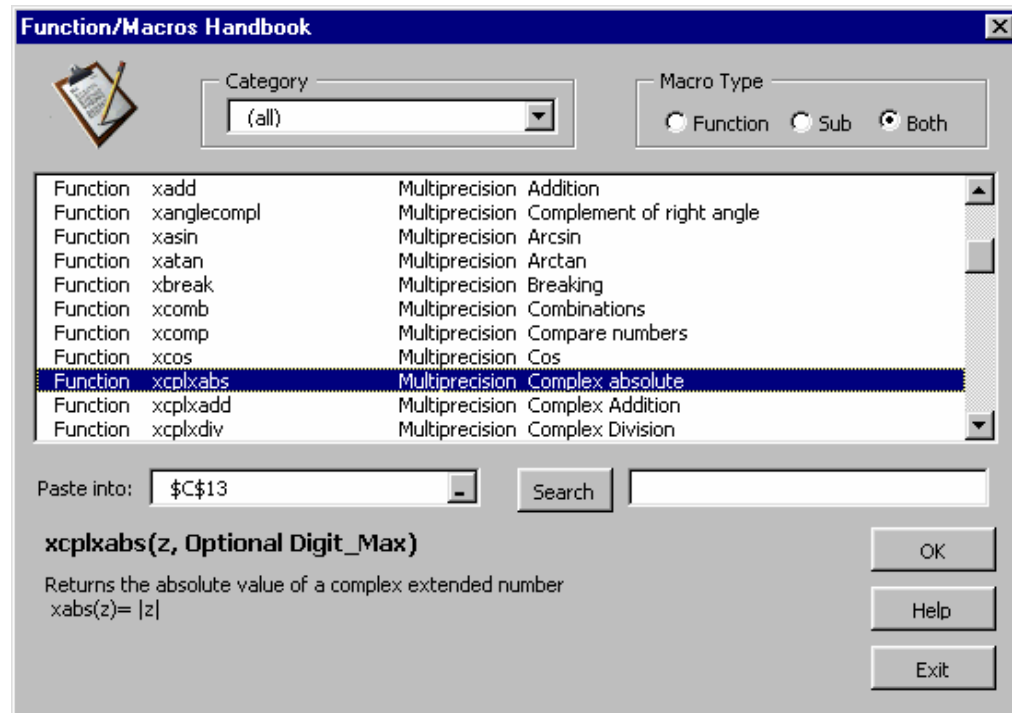 Function/Macros Handbook
Category
(all)
Macro Type
Function Sub Both
Function xadd Multiprecision Addition
Function xanglecompl Multiprecision Complement of right angle
Function xasin Multiprecision Arcsin
Function xatan Multiprecision Arctan
Function xbreak Multiprecision Breaking
Function xcomb Multiprecision Combinations
Function xcomp Multiprecision Compare numbers
Function xcos Multiprecision Cos
Function xcplxabs Multiprecision Complex absolute
Function xcplxadd Multiprecision Complex Addition
Function xcplxdiv Multiprecision Complex Division
Paste into: $C$13 Search
xcplxabs(z, Optional Digit_Max)
Returns the absolute value of a complex extended number
xabs(z)= |z|
OK
Help
Exit